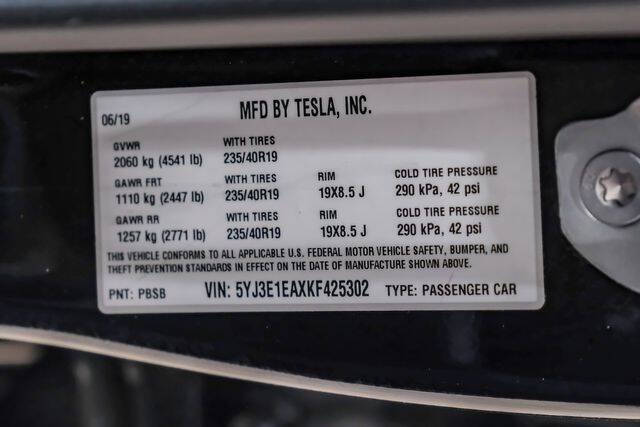 06/19 MFD BY TESLA, INC.
GVWR WITH TIRES
2060 kg (4541 lb) 235/40R19
GAWR FRT WITH TIRES RIM COLD TIRE PRESSURE
1110 kg (2447 lb) 235/40R19 19X8.5 J 290 kPa, 42 psi
GAWR RR WITH TIRES RIM COLD TIRE PRESSURE
1257 kg (2771 lb) 235/40R19 19X8.5 J 290 kPa, 42 psi
THIS VEHICLE CONFORMS TO ALL APPLICABLE U.S. FEDERAL MOTOR VEHICLE SAFETY, BUMPER, AND
THEFT PREVENTION STANDARDS IN EFFECT ON THE DATE OF MANUFACTURE SHOWN ABOVE.
PNT: PBSB VIN: 5YJ3E1EAXKF425302 TYPE: PASSENGER CAR